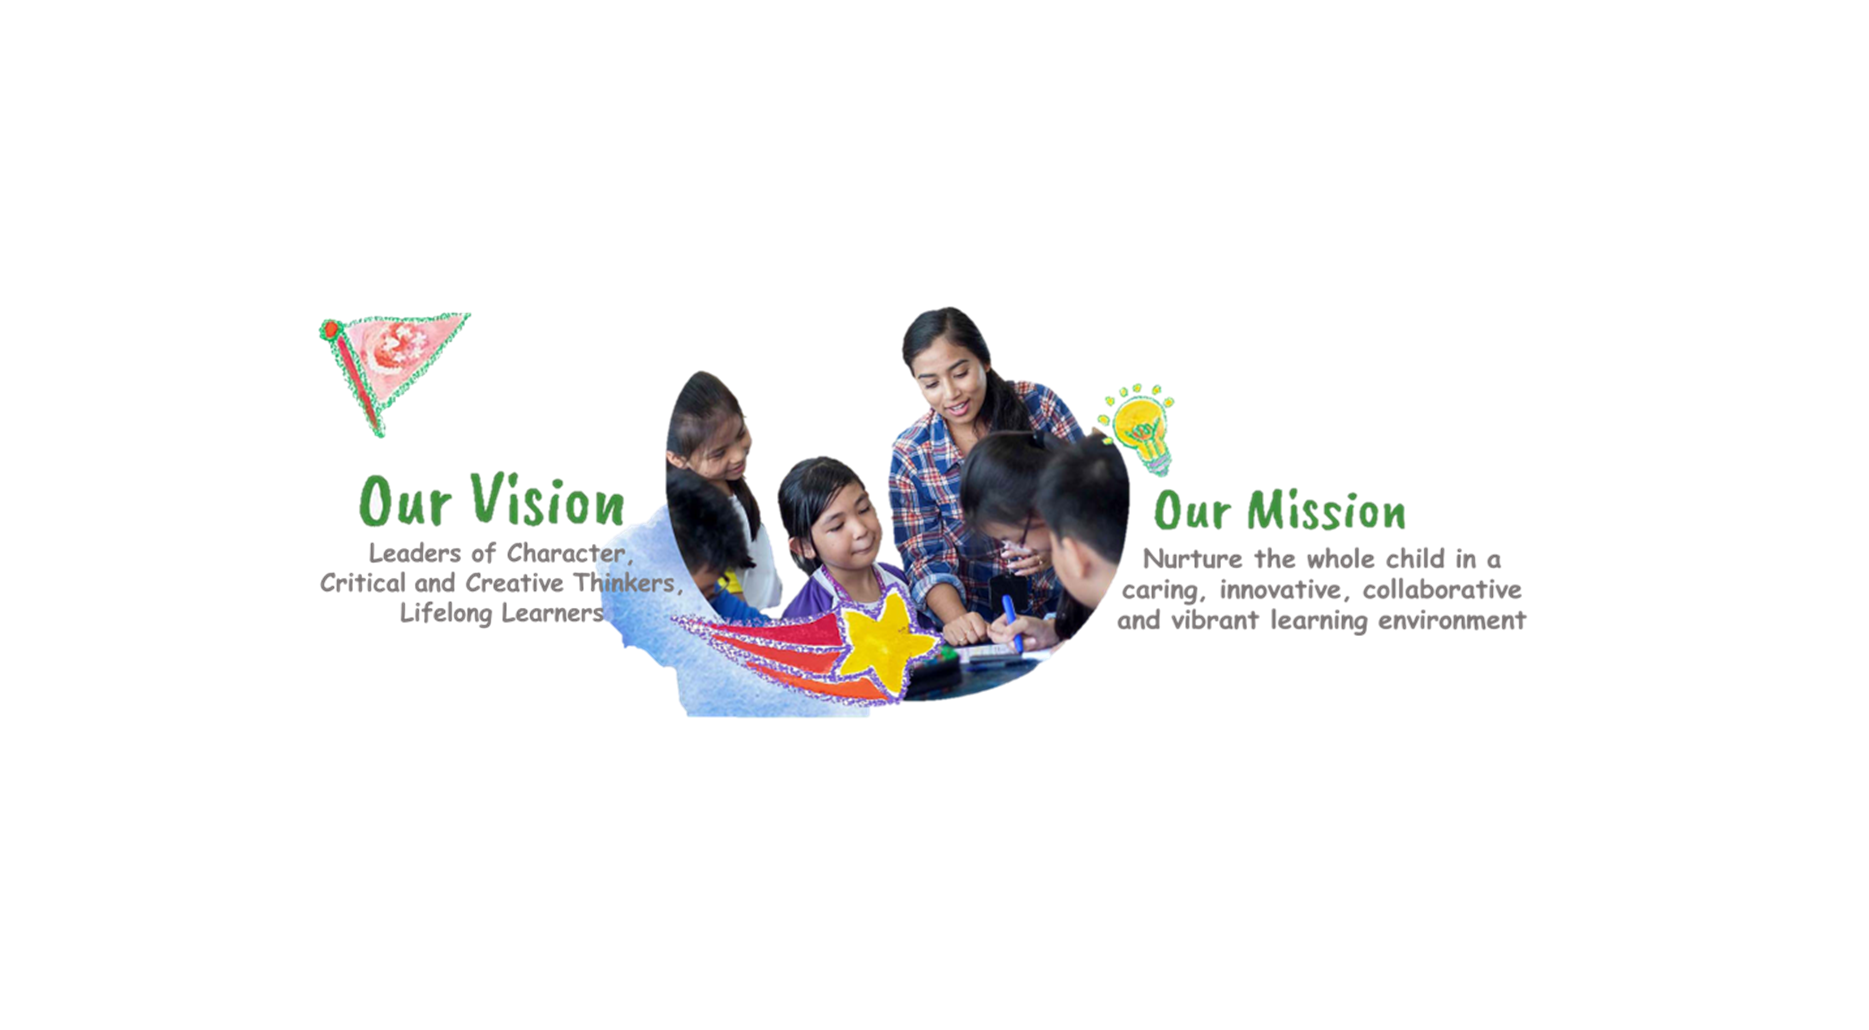 Our Vision
Leaders of Character,
Critical and Creative Thinkers,
Lifelong Learners
Our Mission
Nurture the whole child in a
caring, innovative, collaborative
and vibrant learning environment